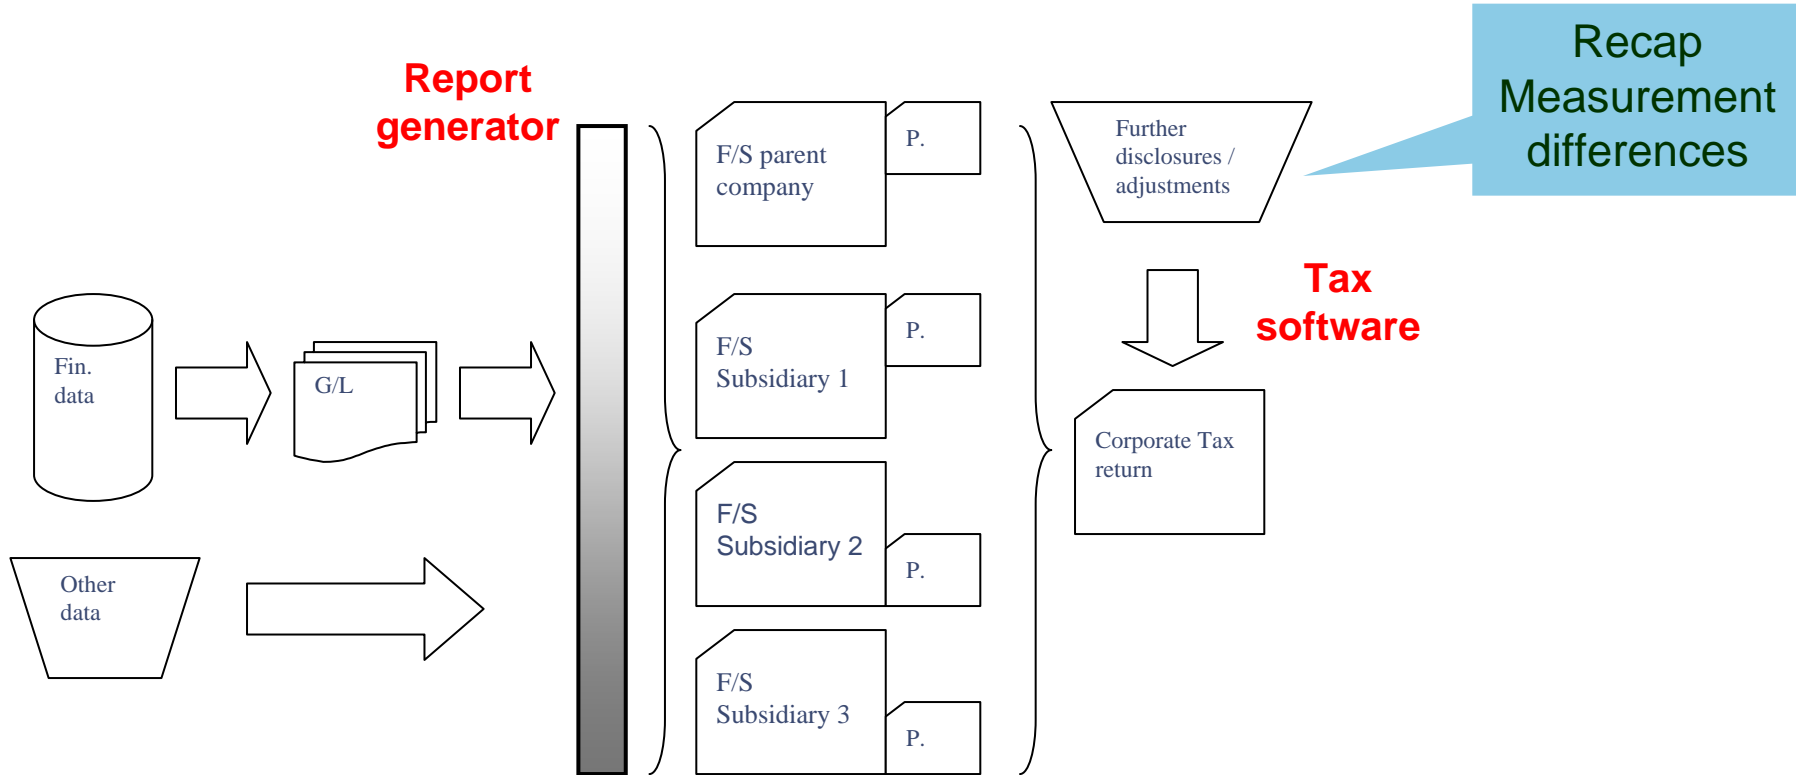 Recap
Measurement
differences
Report
generator
F/S parent
company
P.
Further
disclosures /
adjustments
Tax
software
Fin.
data
G/L
F/S
Subsidiary 1
P.
Corporate Tax
return
F/S
Subsidiary 2
P.
Other
data
F/S
Subsidiary 3
P.